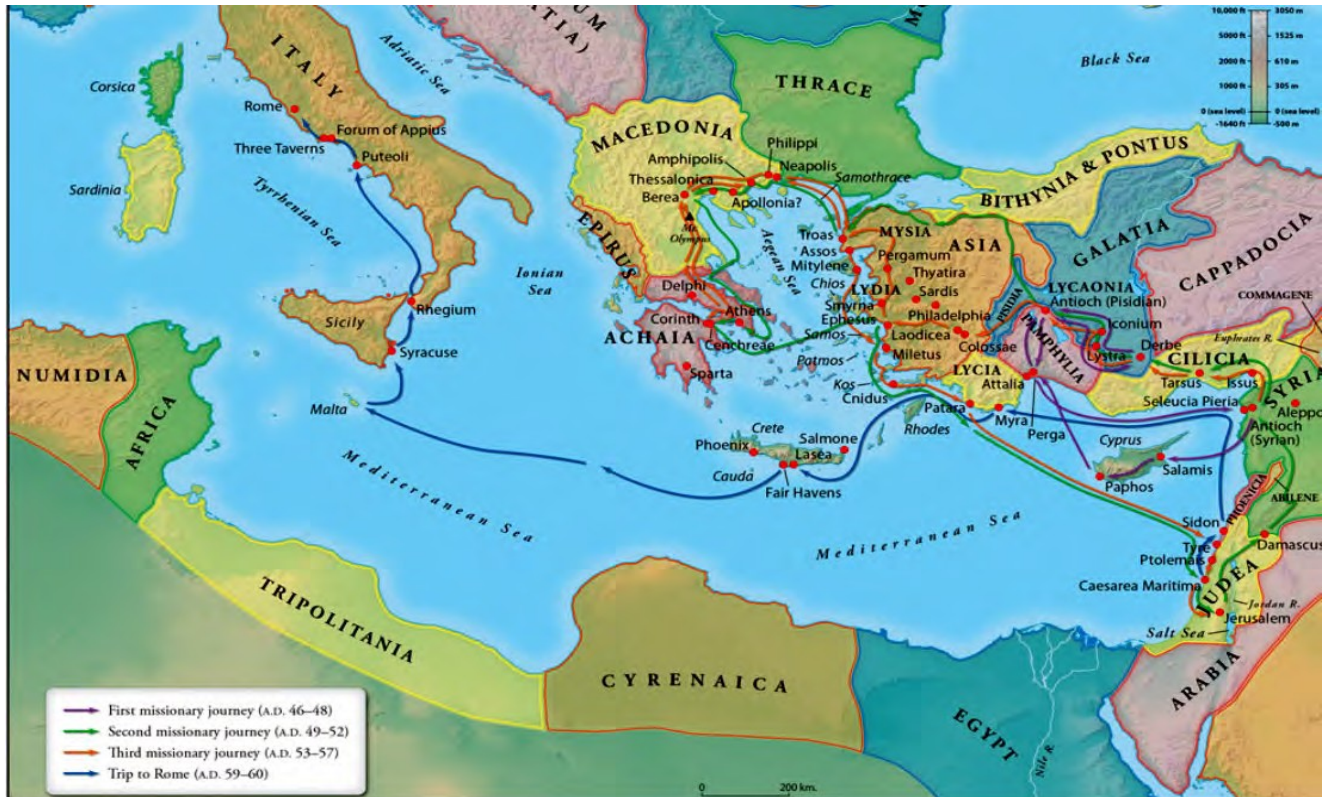 ITALY
Adriatic Sea
Corsica
Rome
Forum of Appius
Three Taverns
Puteoli
Sardinia
Tyrrhenian Sea
Ionian
Sea
Rhegium
Sicily
Syracuse
Malta
NUMIDIA
AFRICA
TRIPOLITANIA
CYRENAICA
EGYPT
Nile R.
ARABIA
Mediterranean Sea
Mediterranean Sea
Black Sea
THRACE
MACEDONIA
Philippi
Amphipolis
Neapolis
Thessalonica
Samothrace
Berea
Apollonia?
Mt.
Olympus
EPIRUS
Aegean Sea
Delphi
Athens
Corinth
ACHAIA
Cenchreae
Sparta
BITHYNIA & PONTUS
GALATIA
CAPPADOCIA
COMMAGENE
Euphrates R.
MYSIA
ASIA
Troas
Assos
Mitylene
Pergamum
Thyatira
Chios
LYDIA
Sardis
Smyrna
Philadelphia
Ephesus
Samos
Laodicea
Colossae
Patmos
Miletus
Kos
Cnidus
LYCIA
Attalia
Patara
Rhodes
Myra
Perga
PISIDIA
PAMPHYLIA
LYCAONIA
Antioch (Pisidian)
Iconium
Derbe
Lystra
CILICIA
Tarsus
Issus
Seleucia Pieria
SYRIA
Aleppo
Antioch
(Syrian)
Cyprus
Salamis
Paphos
Crete
Salmone
Phoenix
Lasea
Cauda
Fair Havens
PHOENICIA
ABILENE
Sidon
Tyre
Damascus
Ptolemais
Caesarea Maritima
JUDEA
Jordan R.
Jerusalem
Salt Sea
10,000 ft 3050 m
5000 ft 1525 m
2000 ft 610 m
1000 ft 305 m
0 (sea level) 0 (sea level)
-1640 ft -500 m
First missionary journey (A.D. 46–48)
Second missionary journey (A.D. 49–52)
Third missionary journey (A.D. 53–57)
Trip to Rome (A.D. 59–60)
0 200 km.